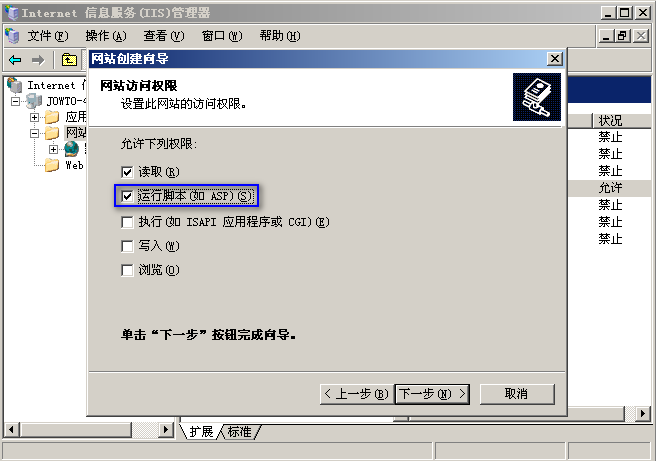 Internet 信息服务(IIS)管理器
文件(F) 操作(A) 查看(V) 窗口(W) 帮助(H)
网站创建向导
网站访问权限
设置此网站的访问权限。
允许下列权限:
读取(R)
运行脚本(如 ASP)(S)
执行(如 ISAPI 应用程序或 CGI)(E)
写入(W)
浏览(O)
单击“下一步”按钮完成向导。
< 上一步(B) 下一步(N) > 取消
Internet
JOWTO-4
应用
网站
Web
状况
禁止
禁止
禁止
允许
禁止
禁止
禁止
扩展 标准